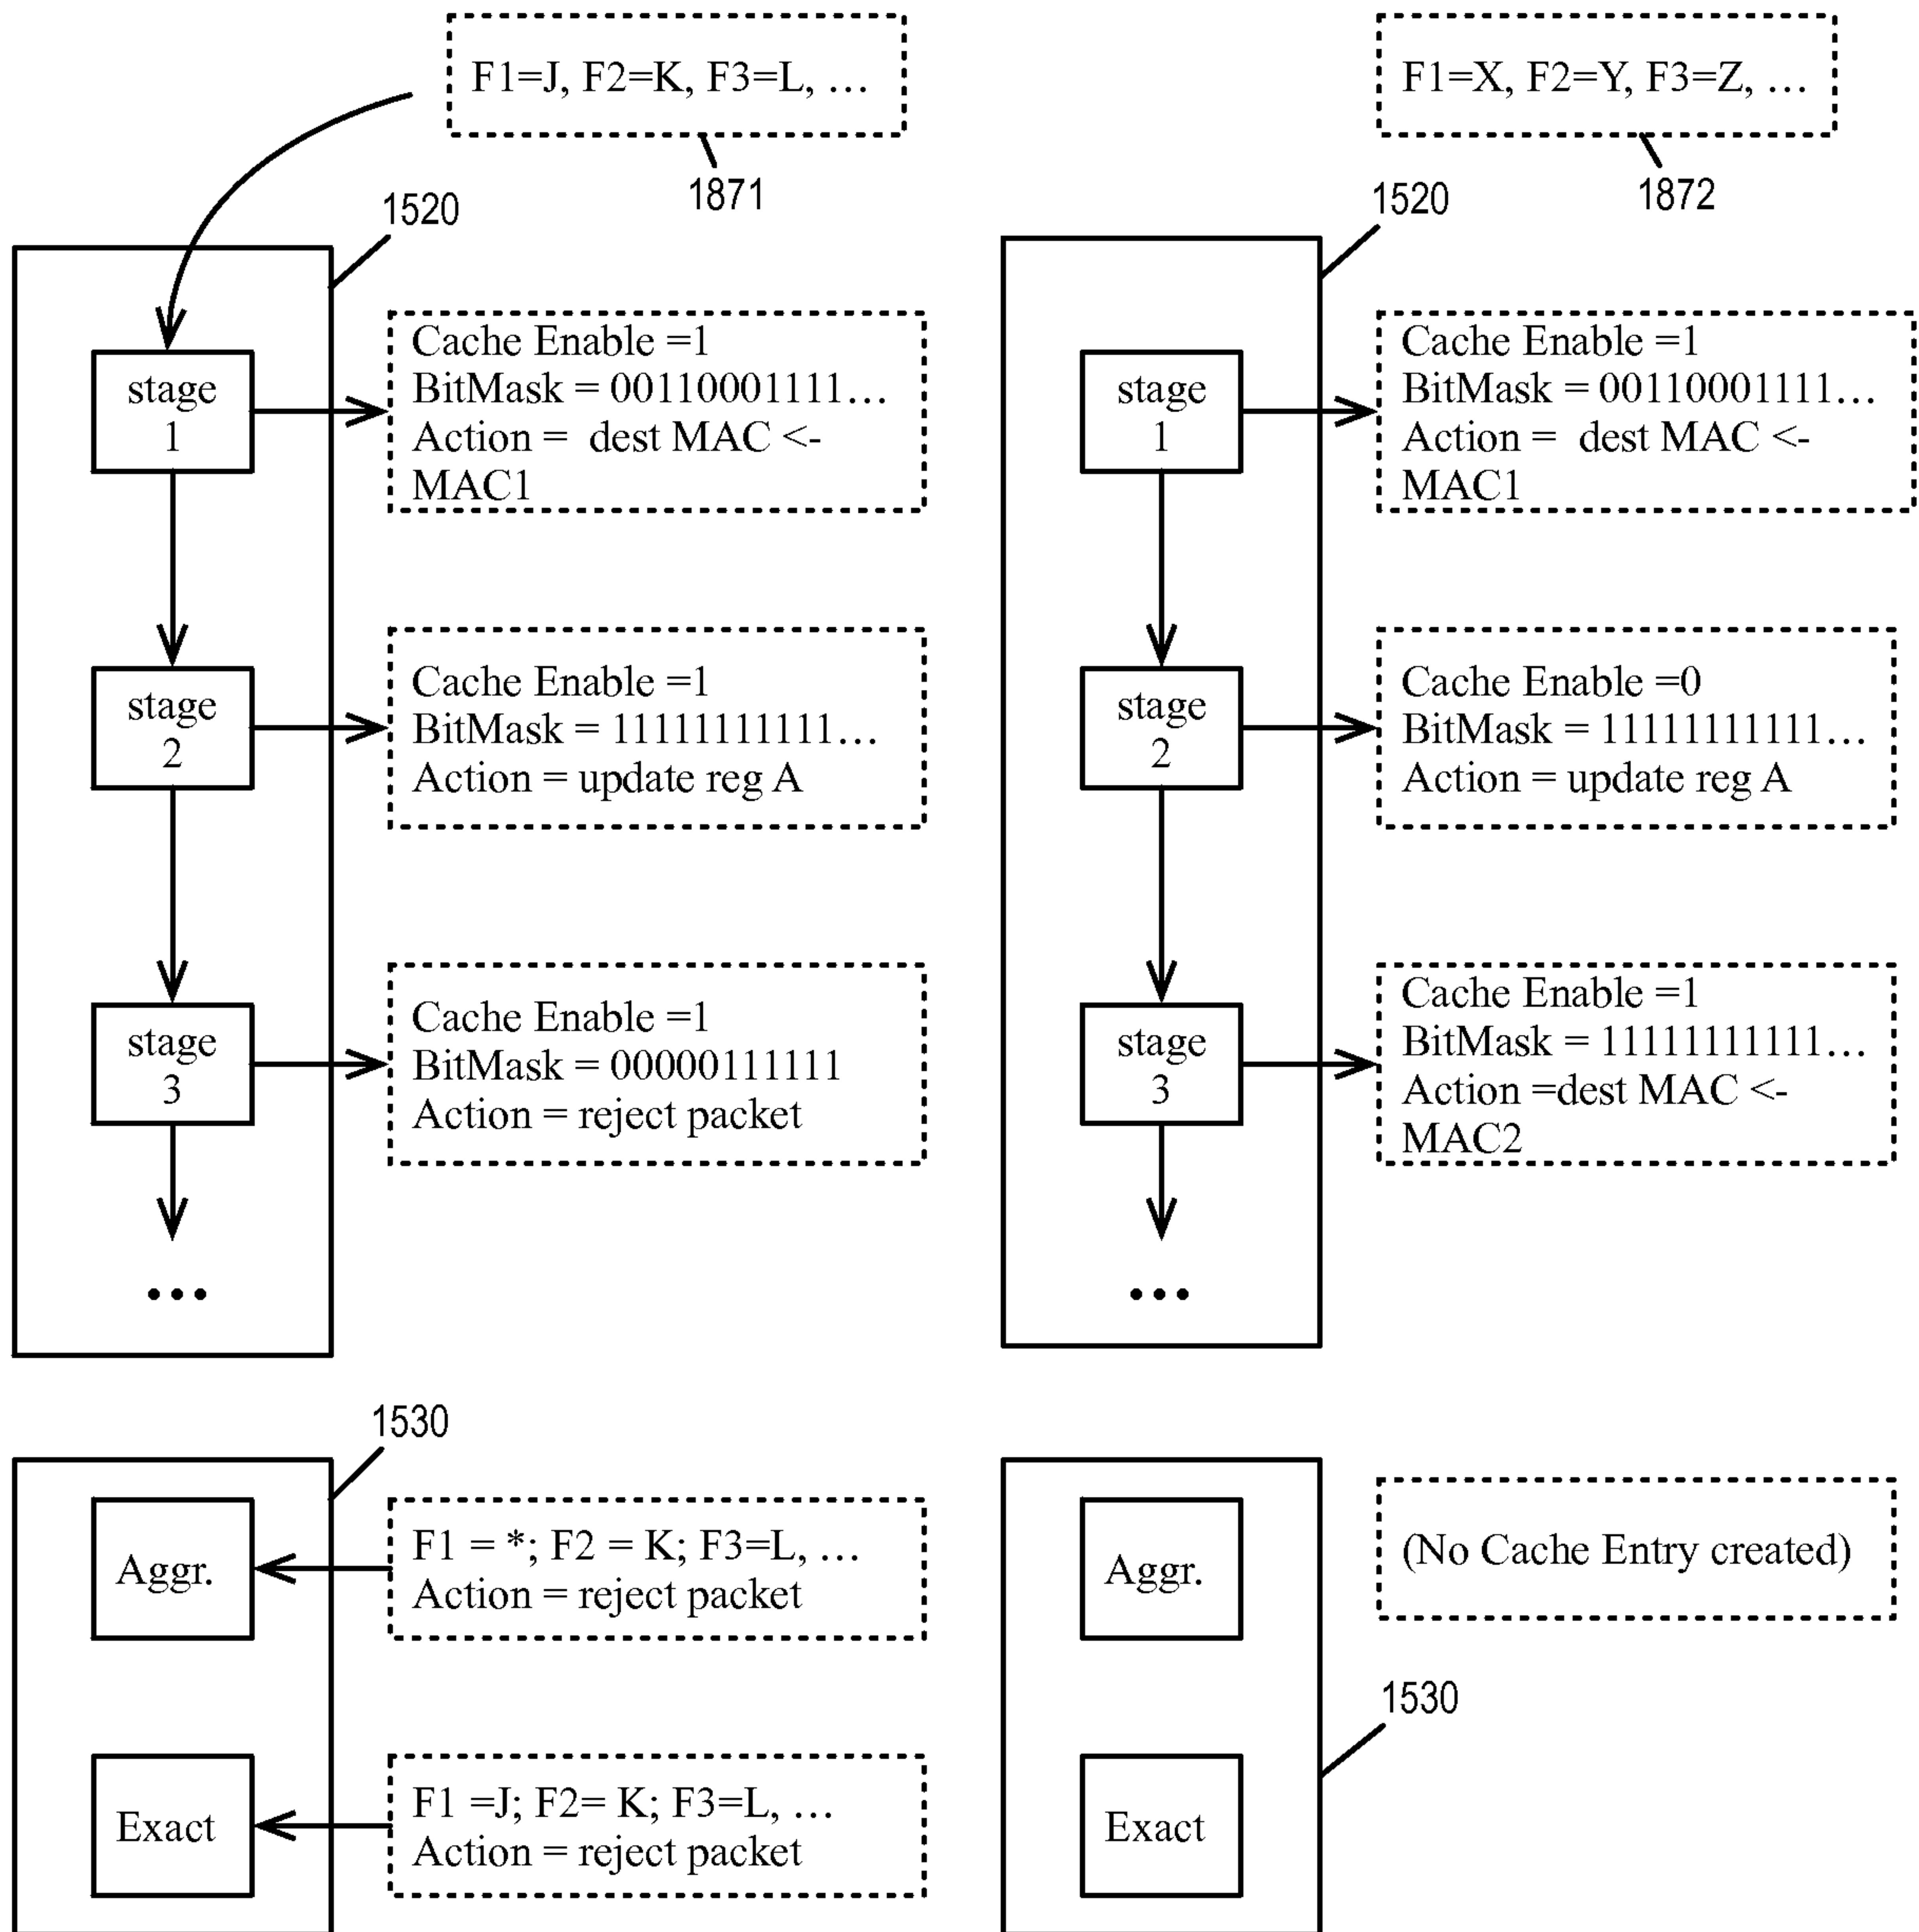 F1=J, F2=K, F3=L, …
1871
1520
stage
1
Cache Enable =1
BitMask = 00110001111…
Action =  dest MAC <-
MAC1
stage
2
Cache Enable =1
BitMask = 11111111111…
Action = update reg A
stage
3
Cache Enable =1
BitMask = 00000111111
Action = reject packet
...
1530
Aggr.
F1 = *; F2 = K; F3=L, …
Action = reject packet
Exact
F1 =J; F2= K; F3=L, …
Action = reject packet
F1=X, F2=Y, F3=Z, …
1872
1520
stage
1
Cache Enable =1
BitMask = 00110001111…
Action =  dest MAC <-
MAC1
stage
2
Cache Enable =0
BitMask = 11111111111…
Action = update reg A
stage
3
Cache Enable =1
BitMask = 11111111111…
Action =dest MAC <-
MAC2
...
Aggr.
(No Cache Entry created)
1530
Exact